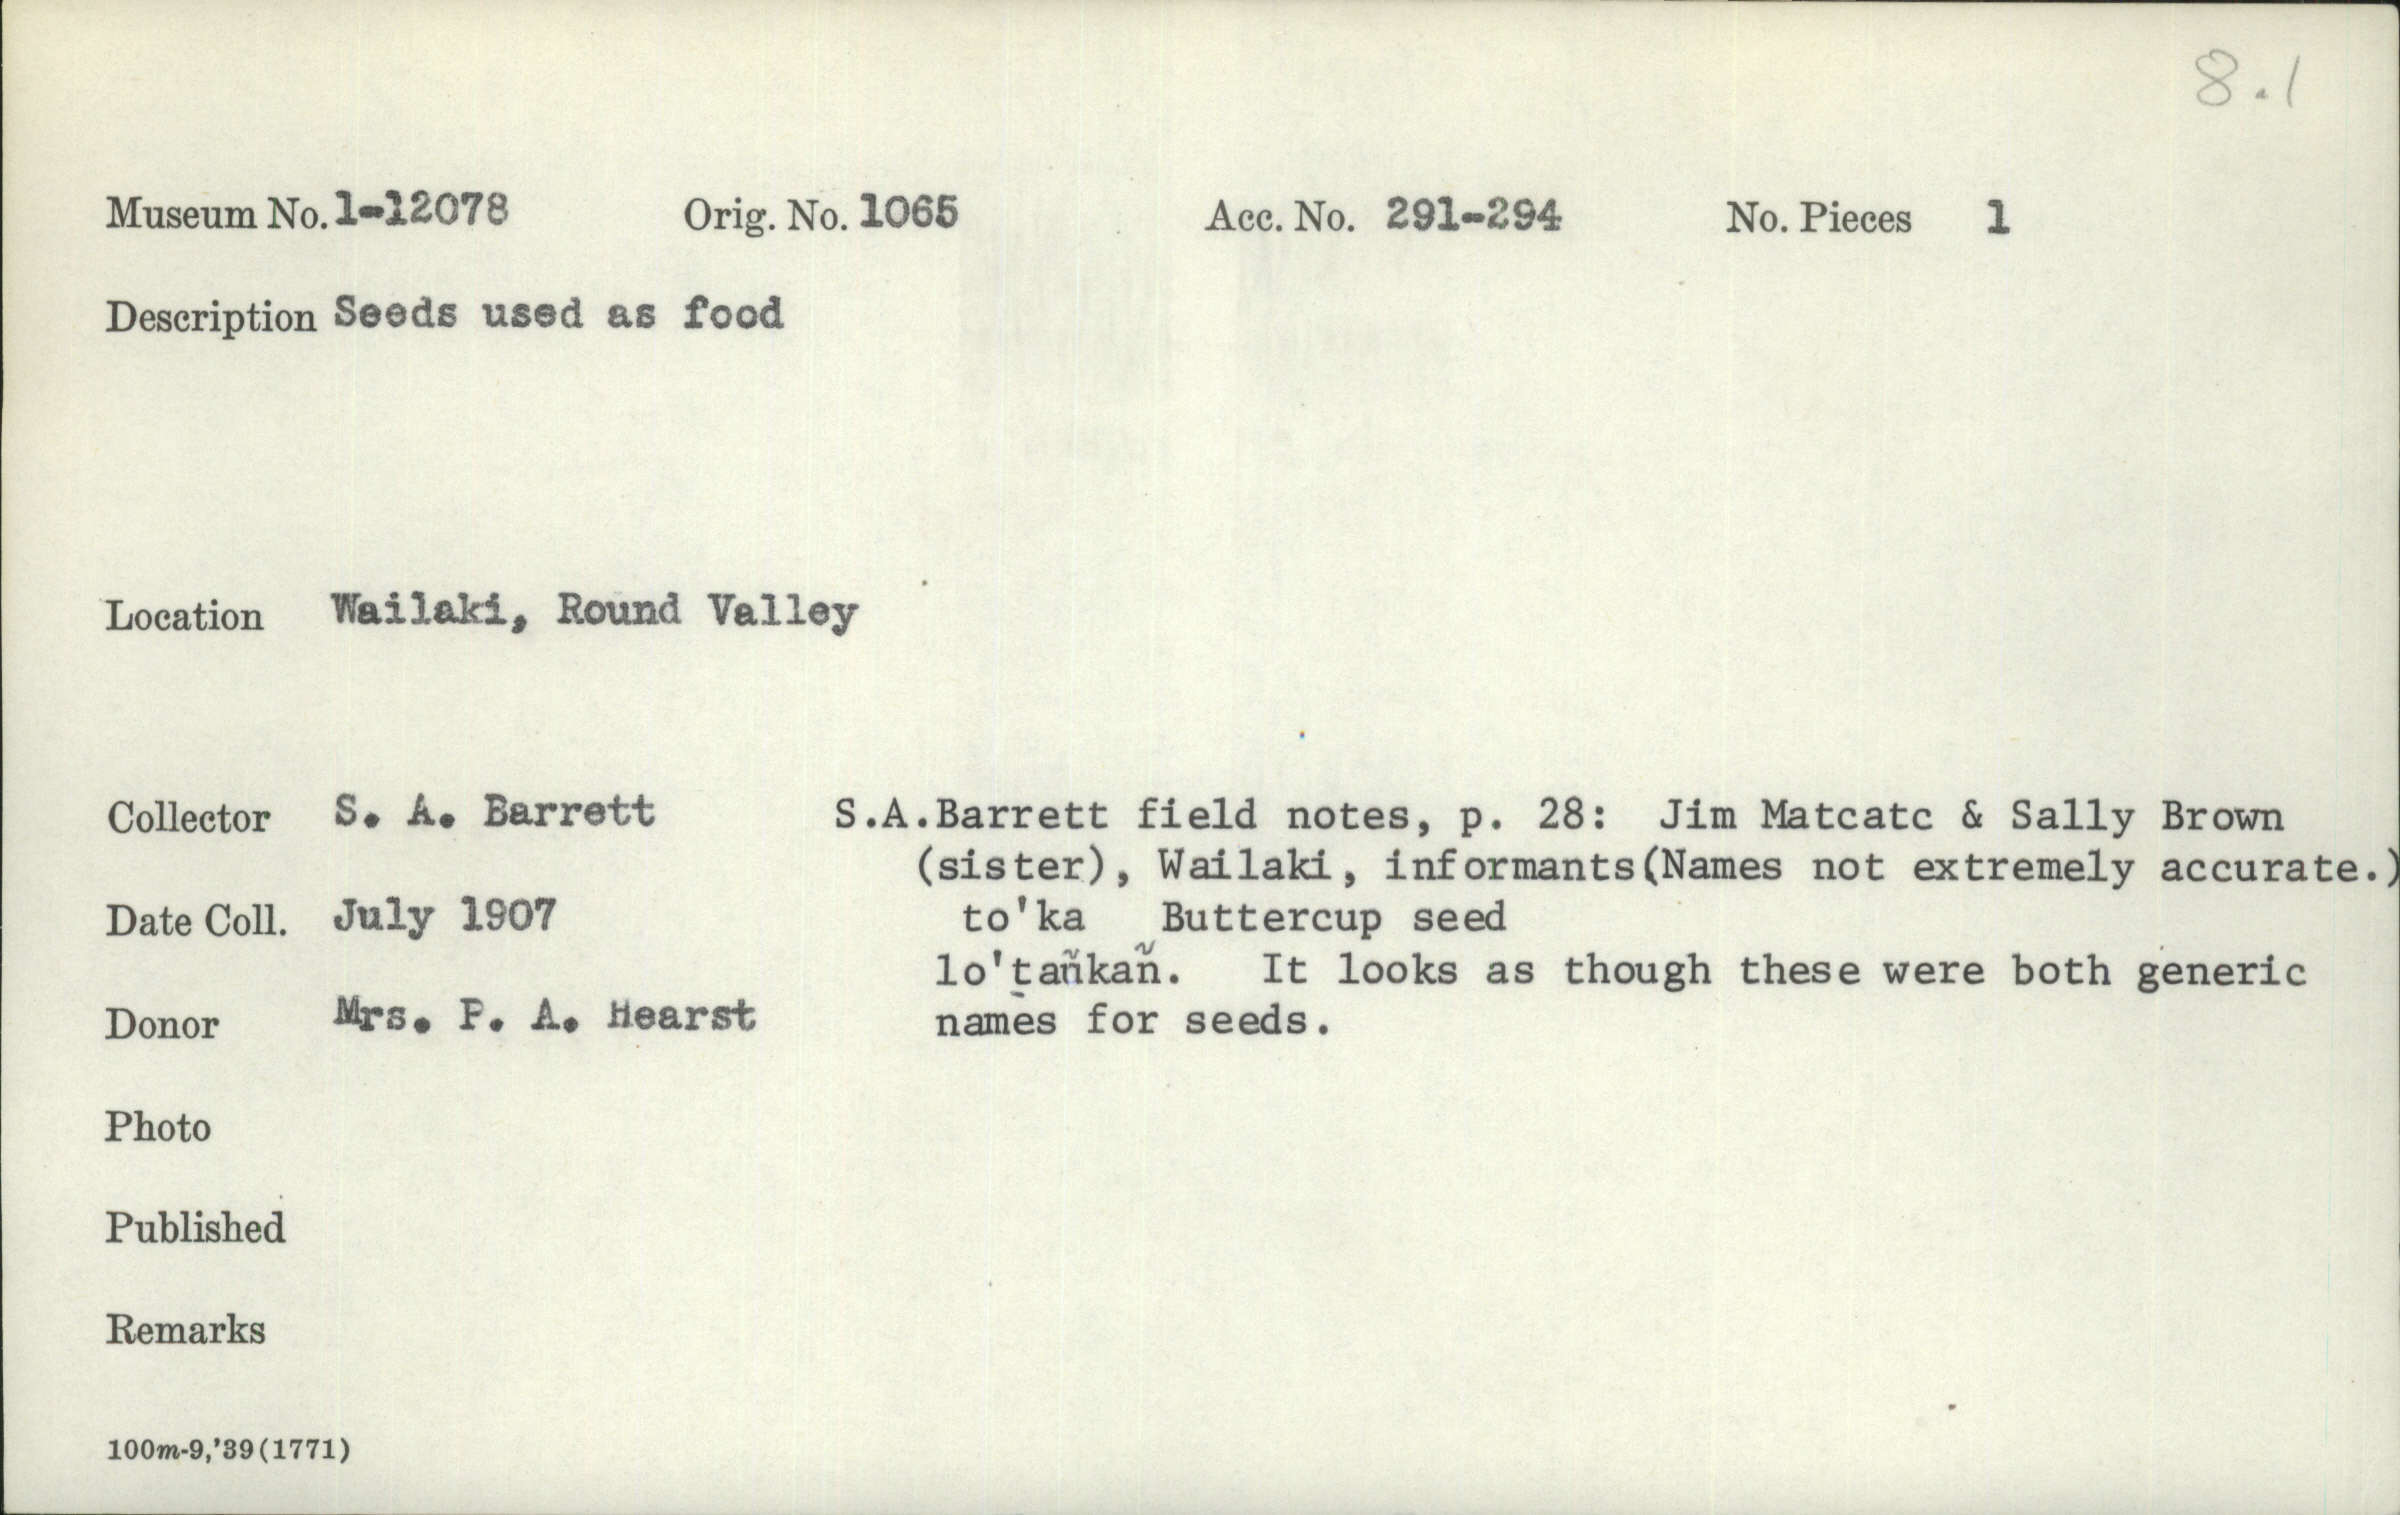 8.1
Museum No. 1-12078 Orig. No. 1065 Acc. No. 291-294 No. Pieces 1
Description Seeds used as food
Location Wailaki, Round Valley
Collector S. A. Barrett
Date Coll. July 1907
Donor Mrs. P. A. Hearst
S.A.Barrett field notes, p. 28: Jim Matcatc & Sally Brown
(sister), Wailaki, informants(Names not extremely accurate.)
to'ka Buttercup seed
lo'ṭañkañ. It looks as though these were both generic
names for seeds.
Photo
Published
Remarks
100m-9,'39(1771)